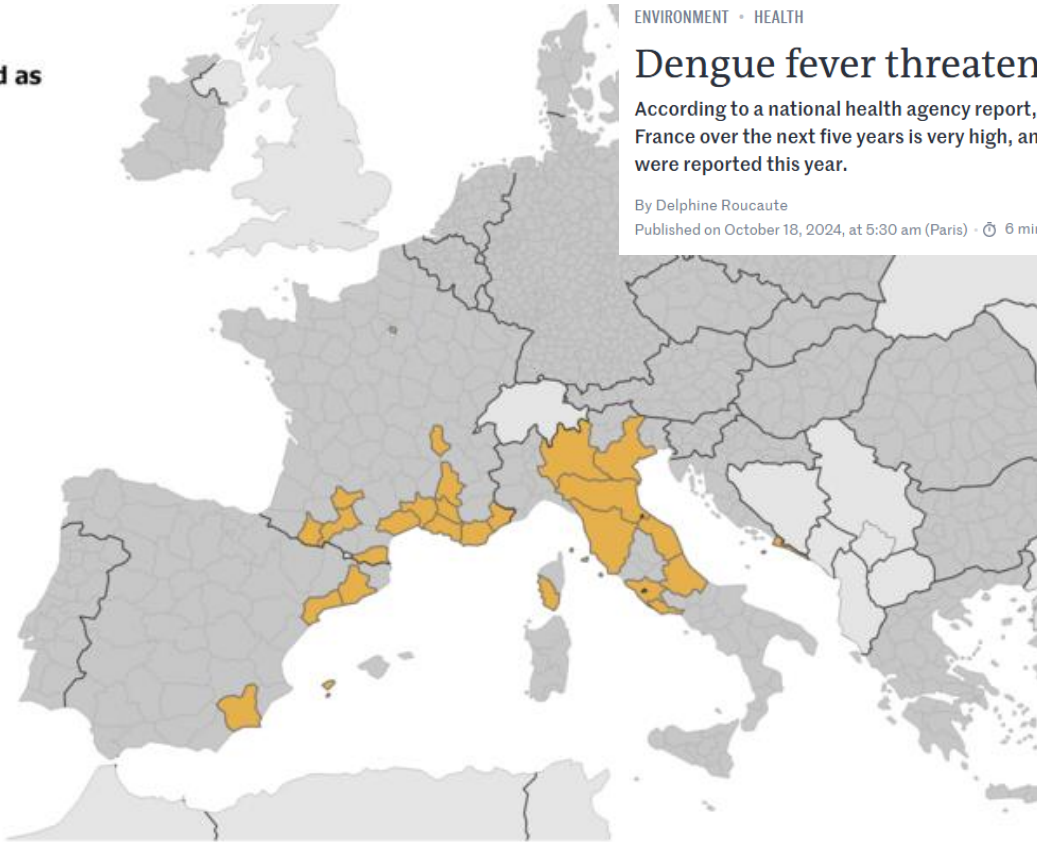 d as
ENVIRONMENT • HEALTH
Dengue fever threaten
According to a national health agency report,
France over the next five years is very high, an
were reported this year.
By Delphine Roucaute
Published on October 18, 2024, at 5:30 am (Paris) · 6 min